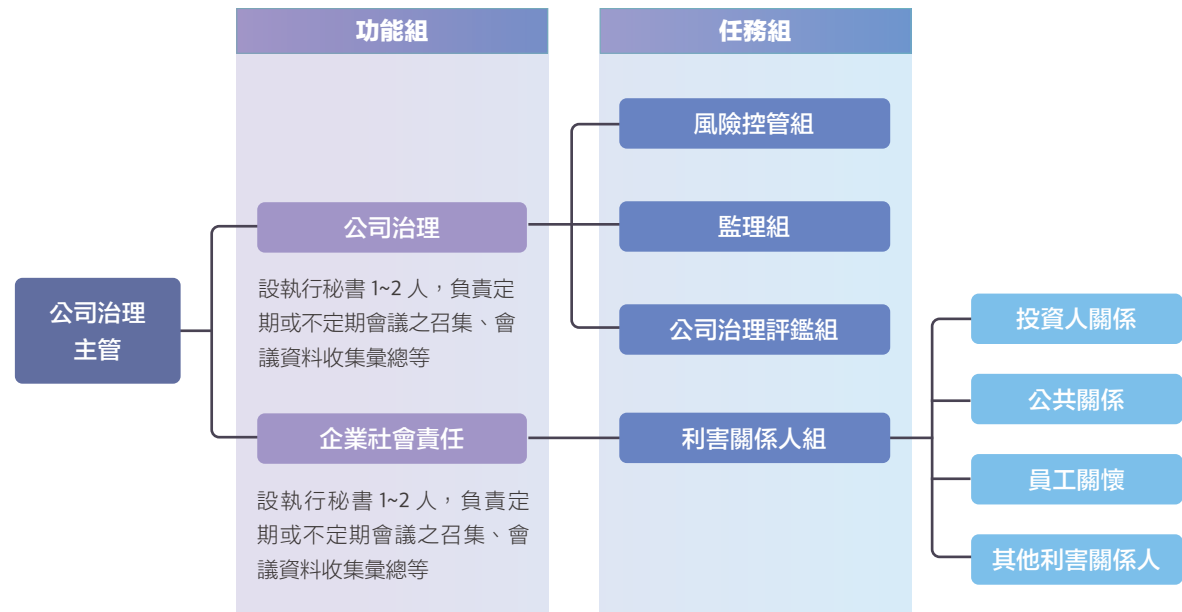 功能組
任務組
公司治理
主管
公司治理
設執行秘書 1~2 人，負責定
期或不定期會議之召集、會
議資料收集彙總等
企業社會責任
設執行秘書 1~2 人，負責定
期或不定期會議之召集、會
議資料收集彙總等
風險控管組
監理組
公司治理評鑑組
利害關係人組
投資人關係
公共關係
員工關懷
其他利害關係人